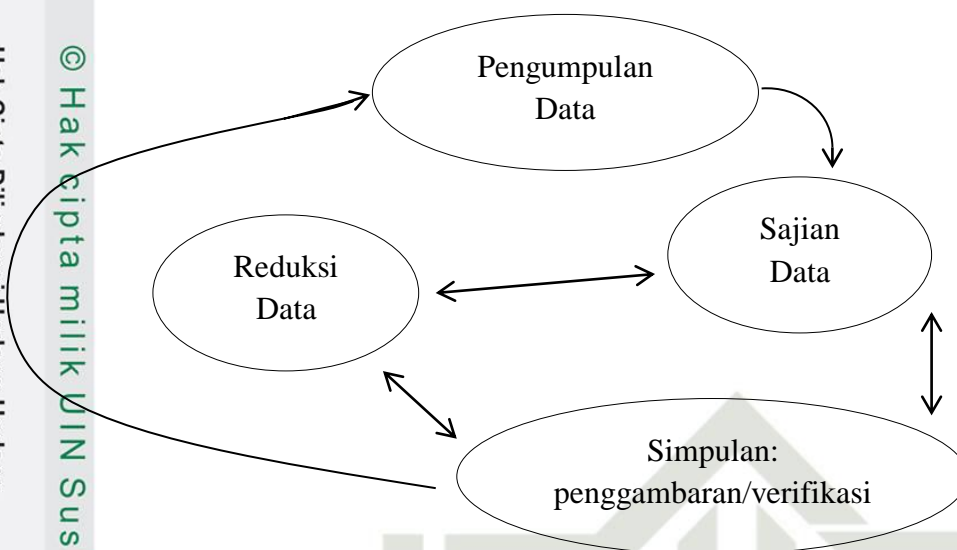 Pengumpulan
Data
Sajian
Data
Reduksi
Data
Simpulan:
penggambaran/verifikasi
© Hak cipta milik UIN Sus